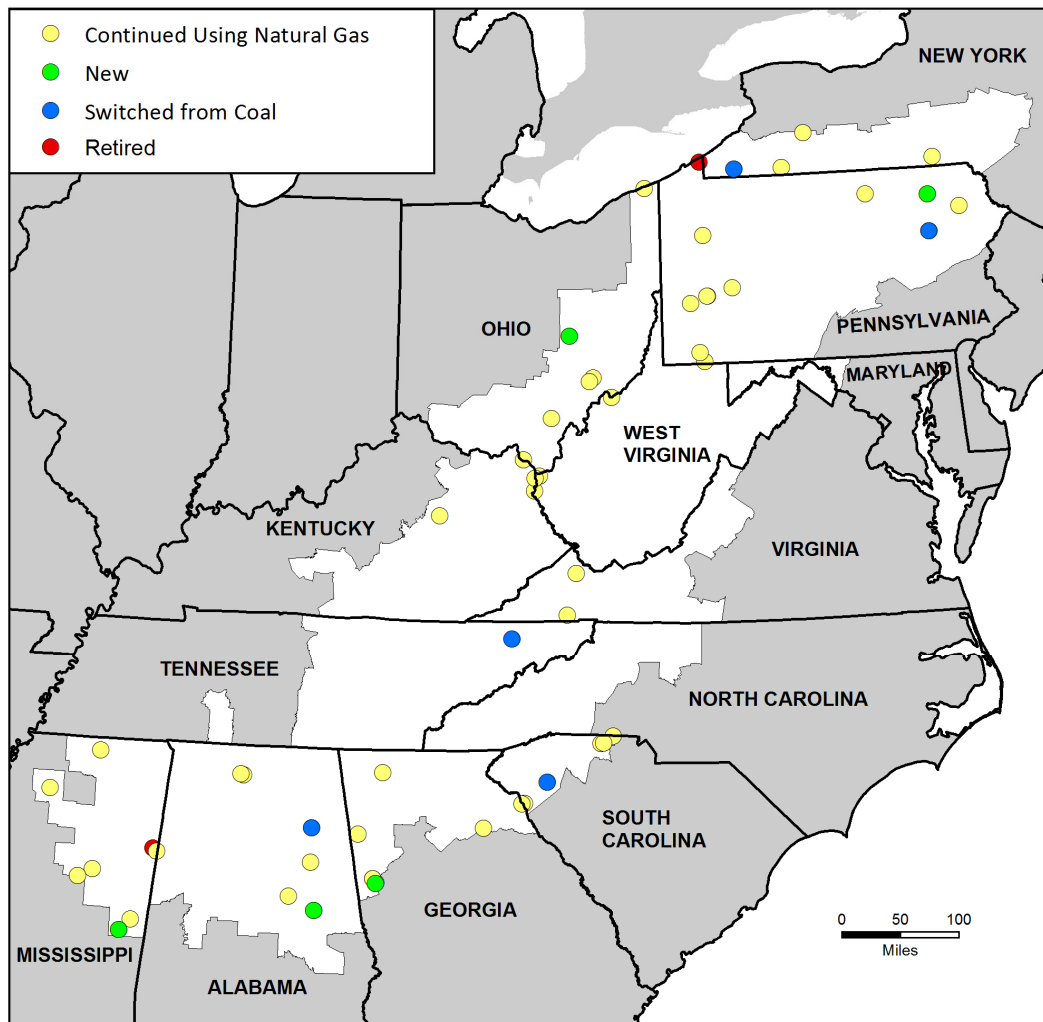 Continued Using Natural Gas
New
Switched from Coal
Retired
NEW YORK
OHIO
PENNSYLVANIA
MARYLAND
WEST
VIRGINIA
KENTUCKY
VIRGINIA
TENNESSEE
NORTH CAROLINA
SOUTH
CAROLINA
GEORGIA
MISSISSIPPI
ALABAMA
0 50 100
Miles